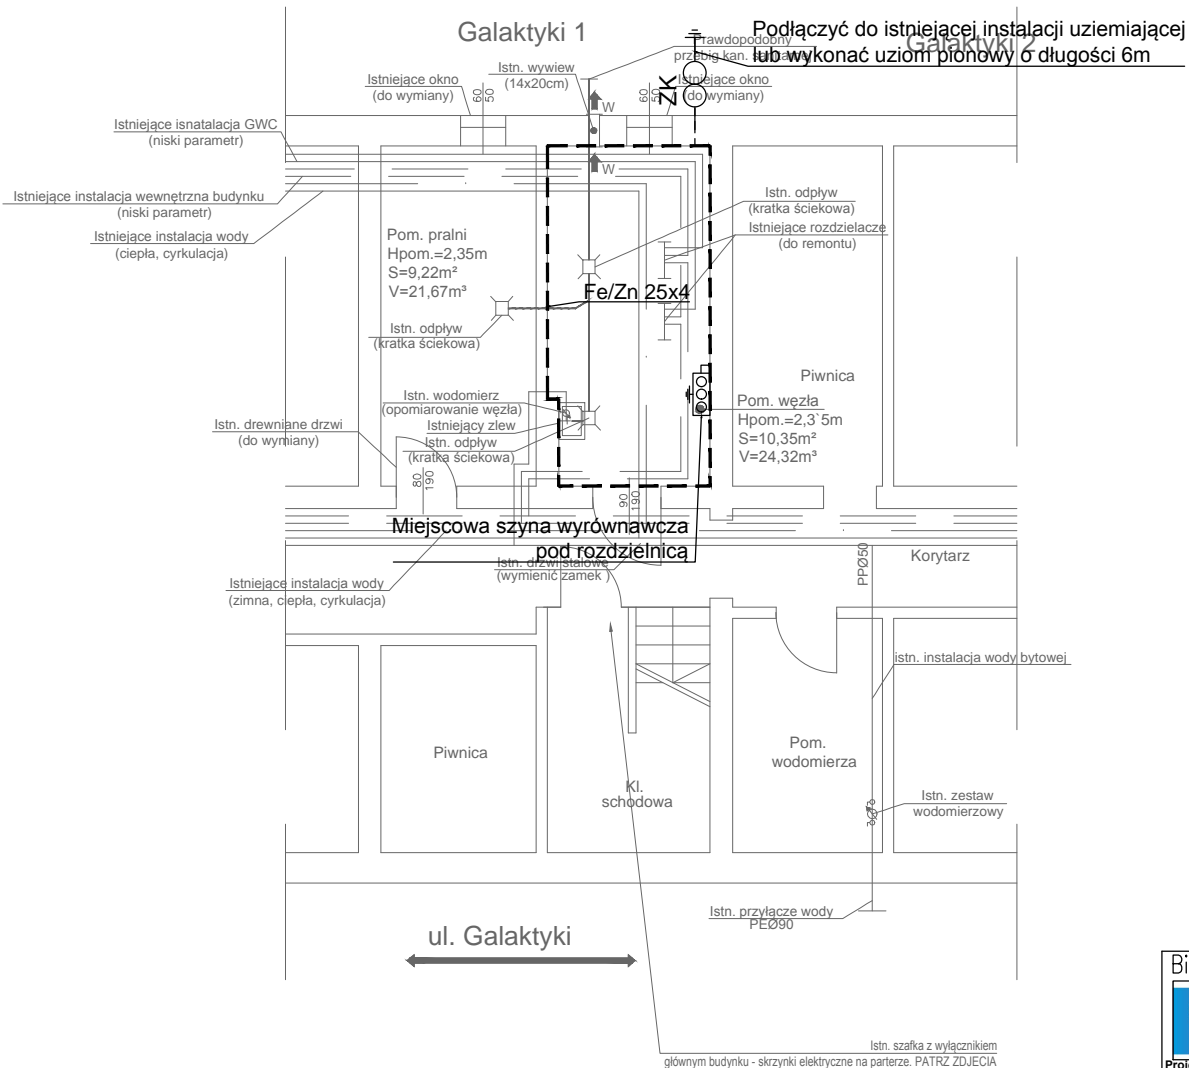 Galaktyki 1
Podłączyć do istniejącej instalacji uziemiającej
lub wykonać uziom pionowy o długości 6m
Galaktyki 2
Prawdopodobny
przebig kan. sanitarnej
Istn. wywiew
(14x20cm)
Istniejące okno
(do wymiany)
Istniejące okno
(do wymiany)
60
50
60
50
ZK
W
W
Istniejące isnatalacja GWC
(niski parametr)
Istniejące instalacja wewnętrzna budynku
(niski parametr)
Istniejące instalacja wody
(ciepła, cyrkulacja)
Istn. odpływ
(kratka ściekowa)
Istniejące rozdzielacze
(do remontu)
Pom. pralni
Hpom.=2,35m
S=9,22m²
V=21,67m³
Fe/Zn 25x4
Istn. odpływ
(kratka ściekowa)
Piwnica
Istn. wodomierz
(opomiarowanie węzła)
Istniejący zlew
Istn. odpływ
(kratka ściekowa)
Pom. węzła
Hpom.=2,3`5m
S=10,35m²
V=24,32m³
Istn. drewniane drzwi
(do wymiany)
80
190
90
190
Miejscowa szyna wyrównawcza
pod rozdzielnicą
Istn. drzwi stalowe
(wymienić zamek )
Korytarz
PPØ50
Istniejące instalacja wody
(zimna, ciepła, cyrkulacja)
istn. instalacja wody bytowej
Piwnica
Pom.
wodomierza
Kl.
schodowa
Istn. zestaw
wodomierzowy
Istn. przyłącze wody
PEØ90
ul. Galaktyki
Istn. szafka z wyłącznikiem
głównym budynku - skrzynki elektryczne na parterze. PATRZ ZDJECIA